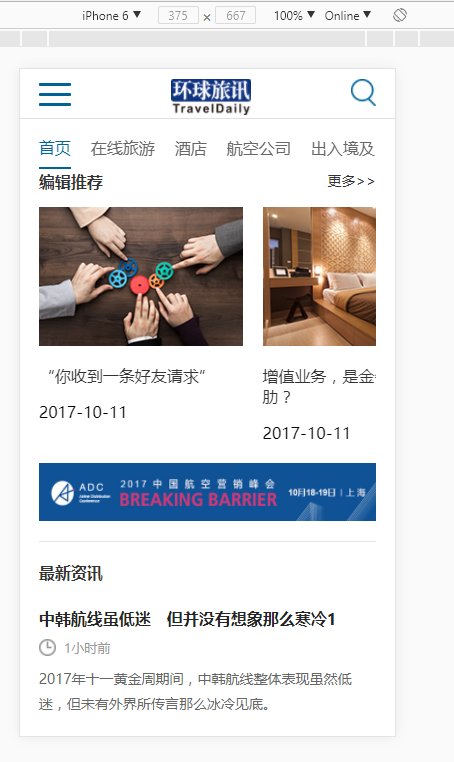 iPhone 6 ▼ 375 × 667 100% ▼ Online ▼
环球旅讯
TravelDaily
首页 在线旅游 酒店 航空公司 出入境及
编辑推荐 更多>>
“你收到一条好友请求”
2017-10-11
增值业务，是金
肋？
2017-10-11
ADC
Airline Distribution
Conference
2017 中国航空营销峰会
BREAKING BARRIER
10月18-19日 | 上海
最新资讯
中韩航线虽低迷 但并没有想象那么寒冷1
1小时前
2017年十一黄金周期间，中韩航线整体表现虽然低
迷，但未有外界所传言那么冰冷见底。